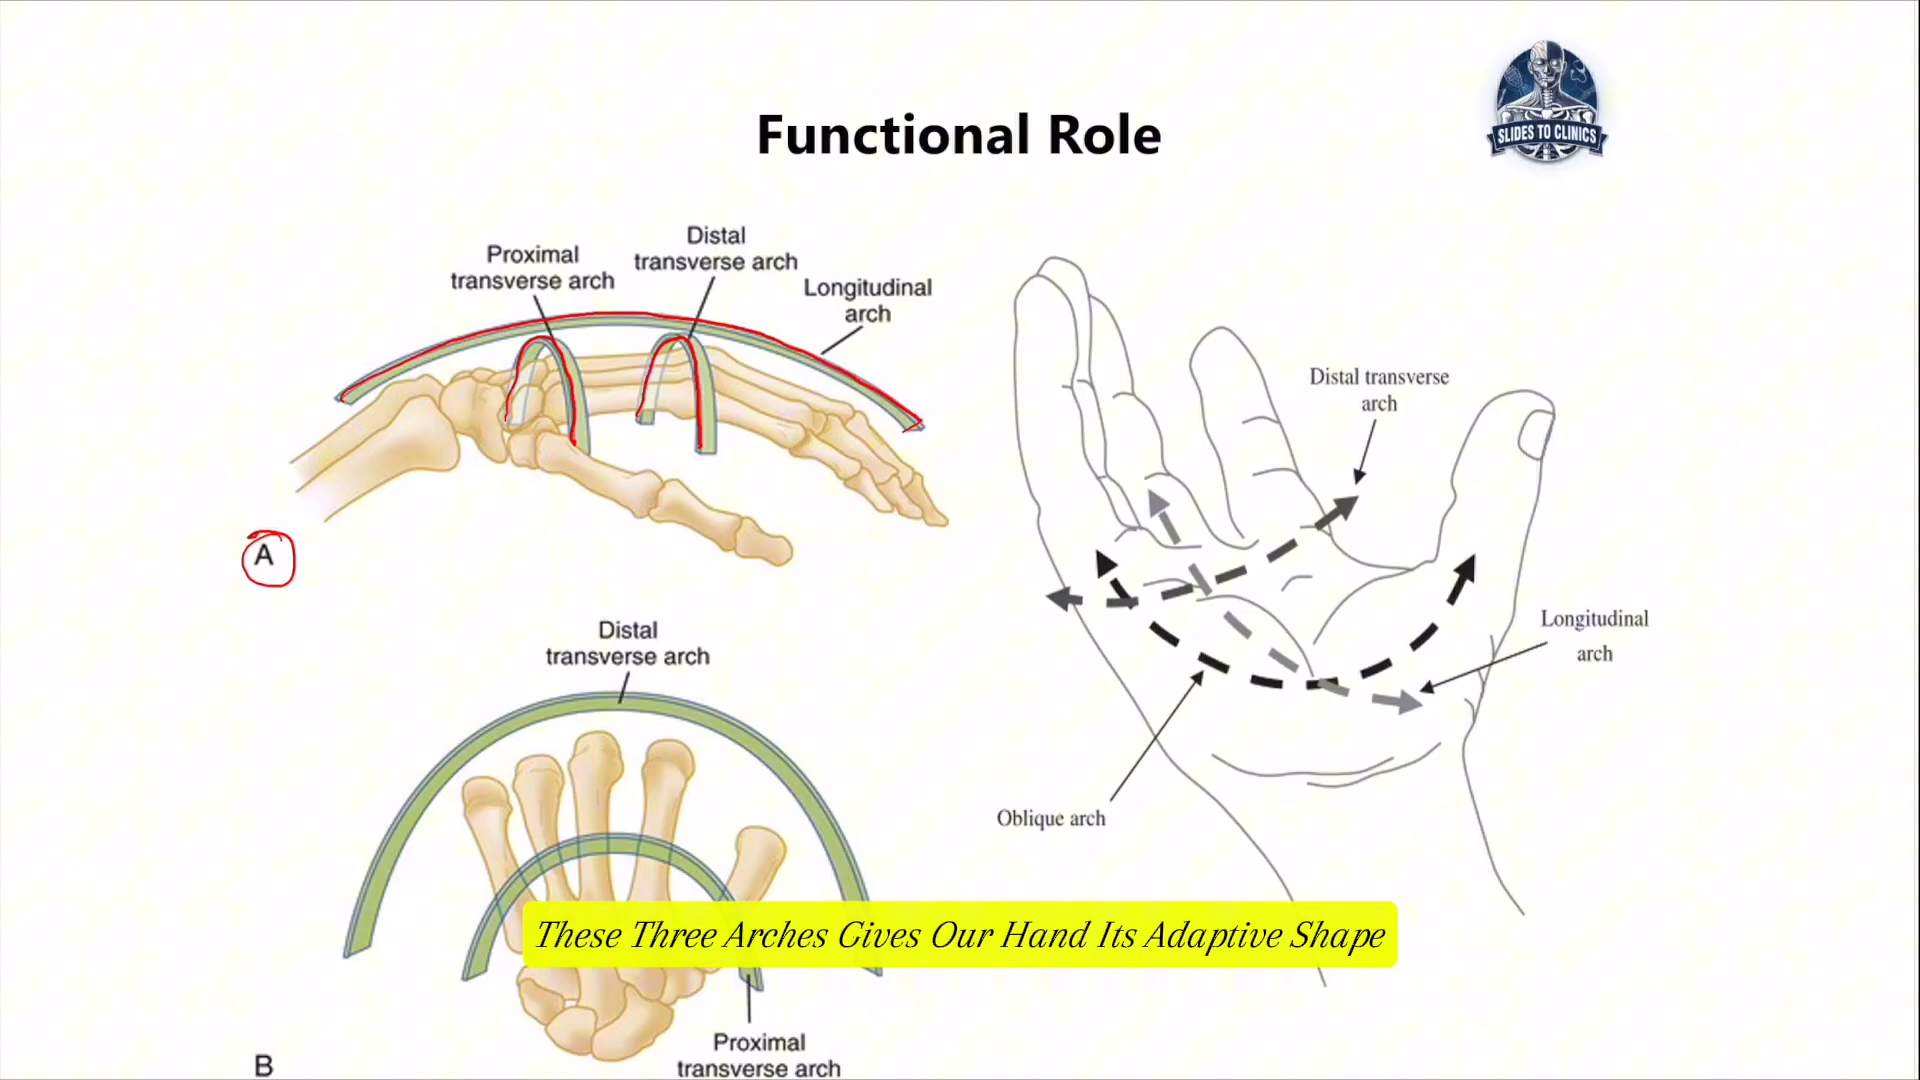 SLIDES TO CLINICS
Functional Role
Proximal
transverse arch
Distal
transverse arch
Longitudinal
arch
A
Distal transverse
arch
Longitudinal
arch
Oblique arch
Distal
transverse arch
These Three Arches Gives Our Hand Its Adaptive Shape
Proximal
transverse arch
B